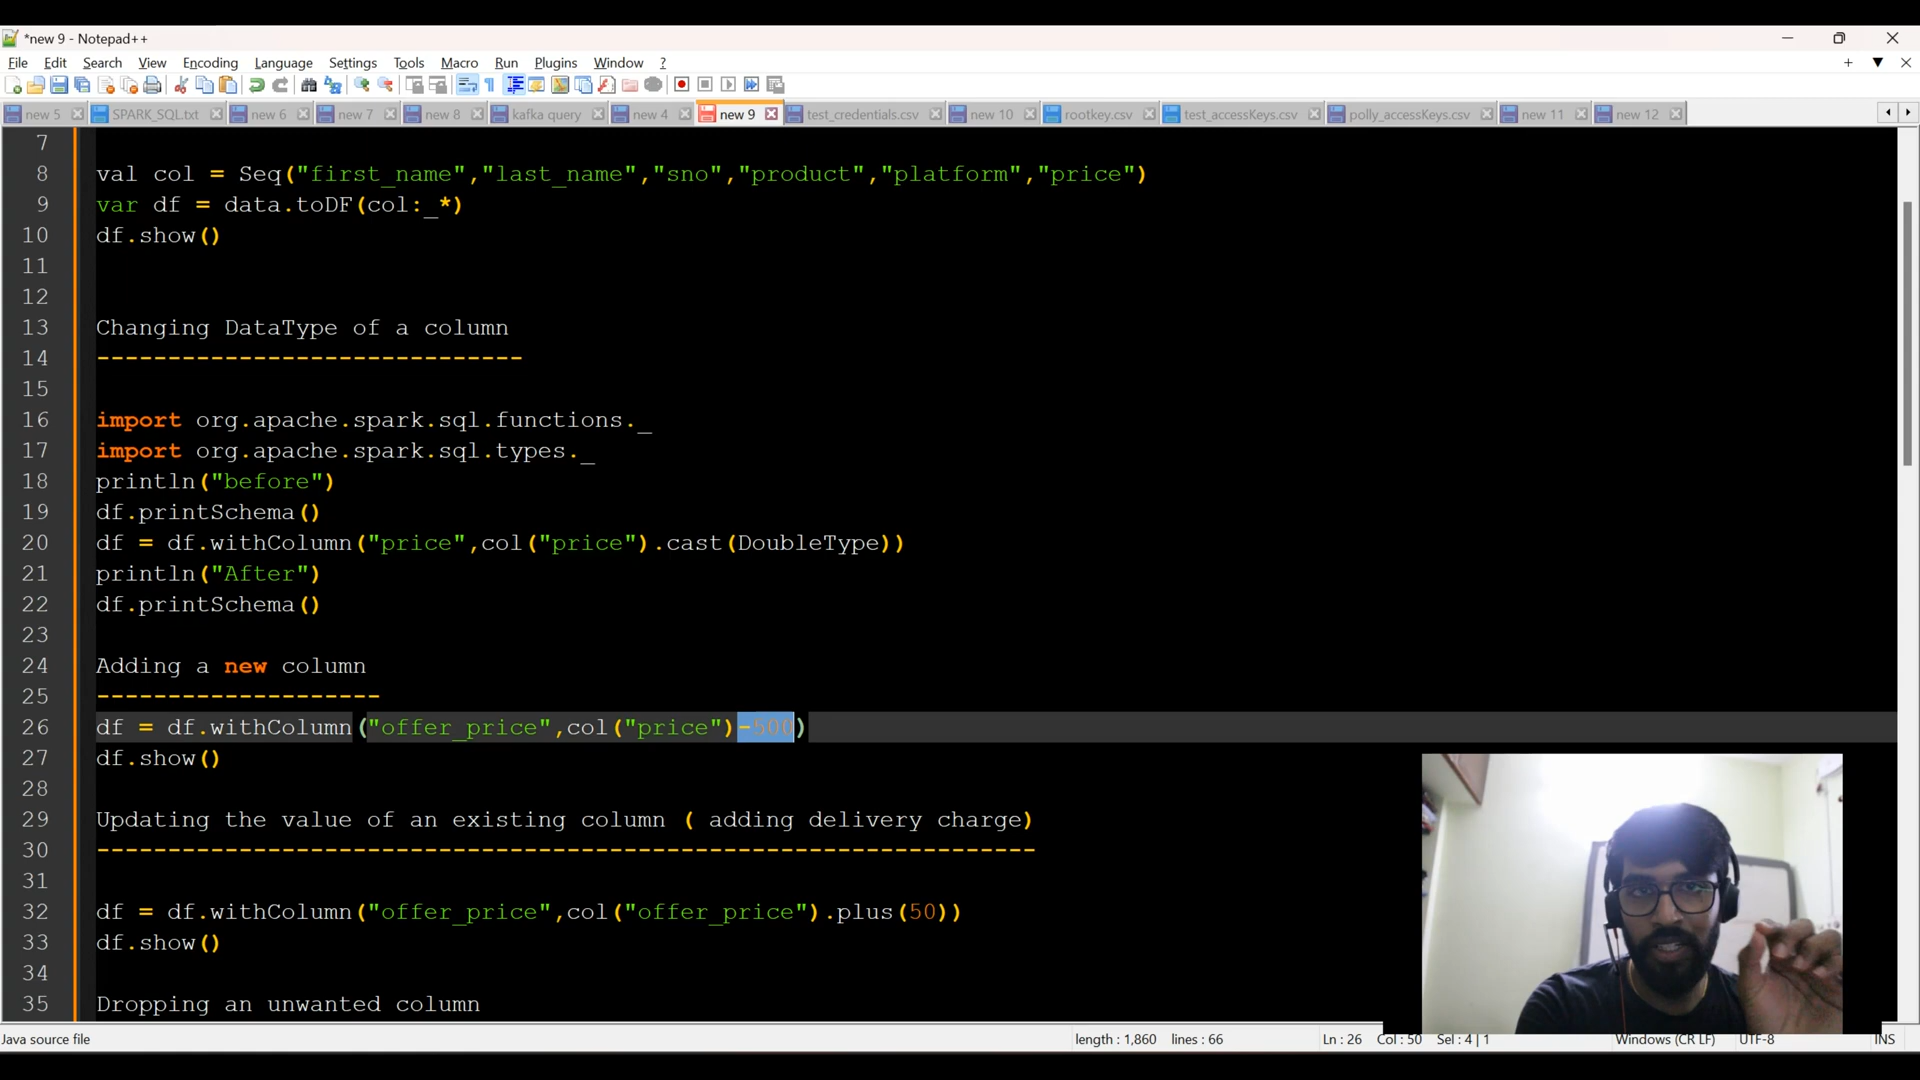 *new 9 - Notepad++
File Edit Search View Encoding Language Settings Tools Macro Run Plugins Window ?
new 5 SPARK_SQL.txt new 6 new 7 new 8 kafka query new 4 new 9 test_credentials.csv new 10 rootkey.csv test_accessKeys.csv polly_accessKeys.csv new 11 new 12
7
8 val col = Seq("first_name","last_name","sno","product","platform","price")
9 var df = data.toDF(col:_*)
10 df.show()
11
12
13 Changing DataType of a column
14 ------------------------------
15
16 import org.apache.spark.sql.functions._
17 import org.apache.spark.sql.types._
18 println("before")
19 df.printSchema()
20 df = df.withColumn("price",col("price").cast(DoubleType))
21 println("After")
22 df.printSchema()
23
24 Adding a new column
25 --------------------
26 df = df.withColumn("offer_price",col("price")-500)
27 df.show()
28
29 Updating the value of an existing column ( adding delivery charge)
30 ------------------------------------------------------------------
31
32 df = df.withColumn("offer_price",col("offer_price").plus(50))
33 df.show()
34
35 Dropping an unwanted column
Java source file length : 1,860 lines : 66 Ln : 26 Col : 50 Sel : 4 | 1 Windows (CR LF) UTF-8 INS